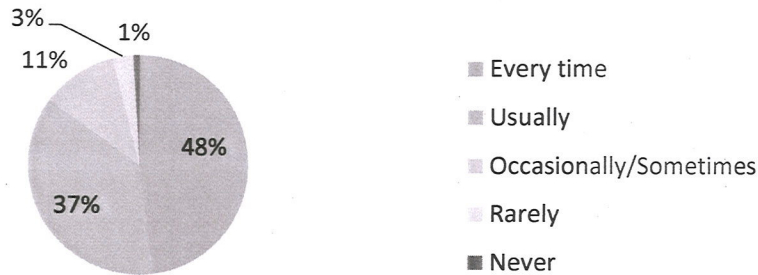 3%
1%
11%
48%
37%
Every time
Usually
Occasionally/Sometimes
Rarely
Never